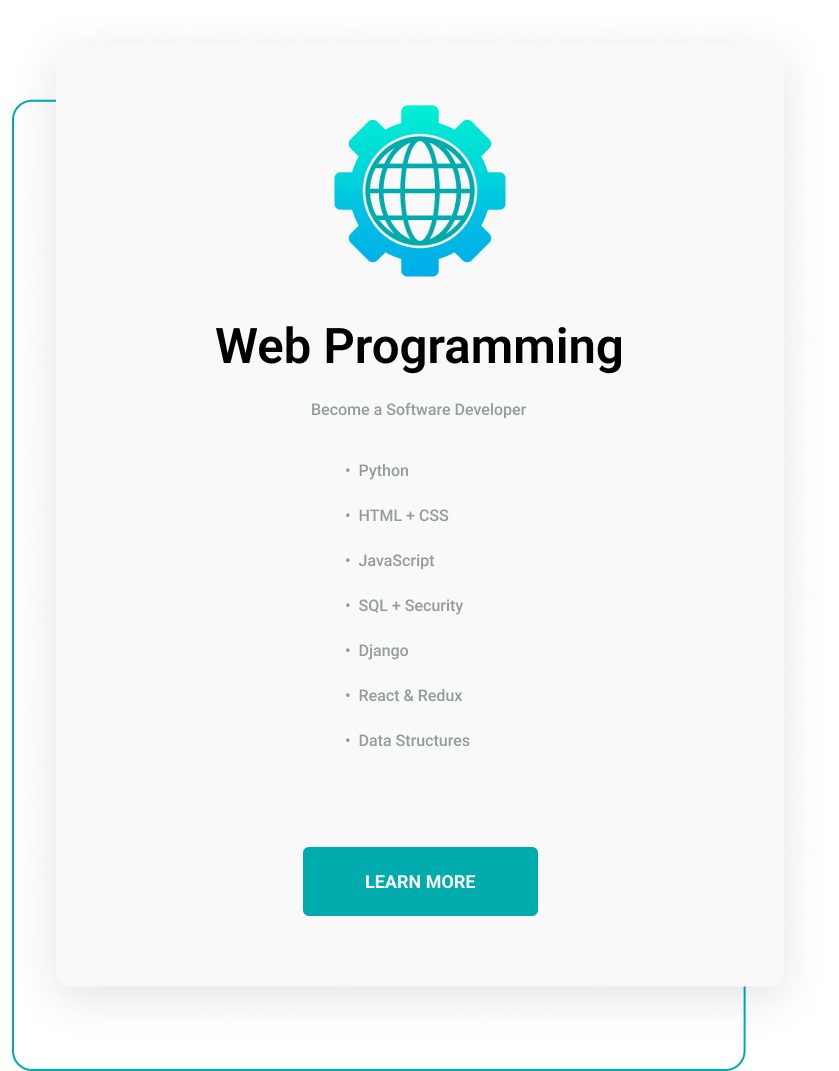 Web Programming
Become a Software Developer
• Python
• HTML + CSS
• JavaScript
• SQL + Security
• Django
• React & Redux
• Data Structures
LEARN MORE